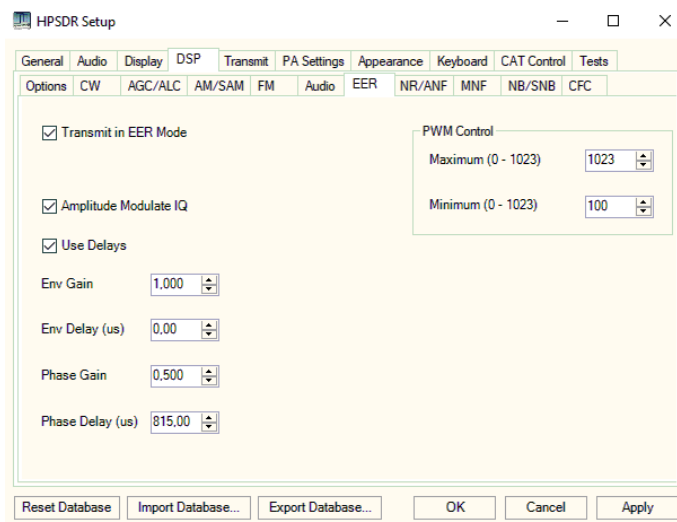 HPSDR Setup
General Audio Display DSP Transmit PA Settings Appearance Keyboard CAT Control Tests
Options CW AGC/ALC AM/SAM FM Audio EER NR/ANF MNF NB/SNB CFC
Transmit in EER Mode
PWM Control
Maximum (0 - 1023) 1023
Amplitude Modulate IQ
Minimum (0 - 1023) 100
Use Delays
Env Gain 1,000
Env Delay (us) 0,00
Phase Gain 0,500
Phase Delay (us) 815,00
Reset Database Import Database... Export Database... OK Cancel Apply